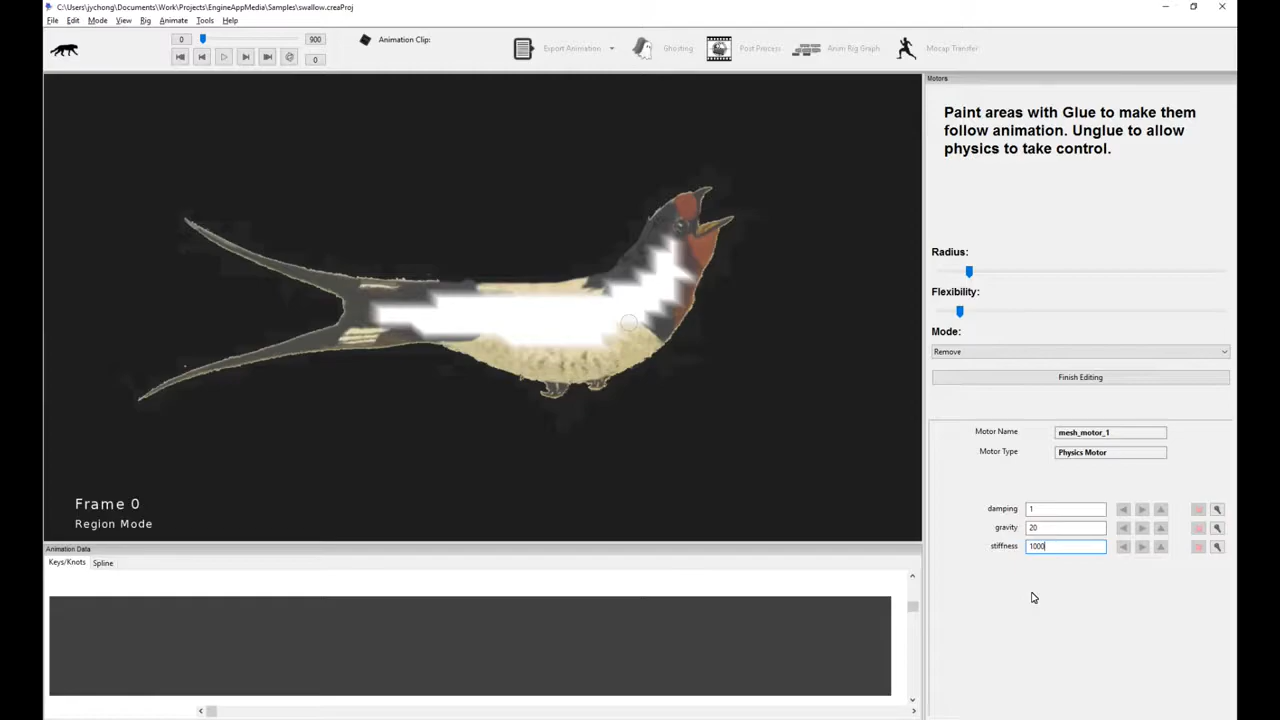 C:\Users\jychong\Documents\Work\Projects\EngineAppMedia\Samples\swallow.creaProj
File Edit Mode View Rig Animate Tools Help
0 900 Animation Clip: Export Animation Ghosting Post Process Anim Rig Graph Mocap Transfer
0
Motors
Paint areas with Glue to make them
follow animation. Unglue to allow
physics to take control.
Radius:
Flexibility:
Mode:
Remove
Finish Editing
Motor Name mesh_motor_1
Motor Type Physics Motor
damping 1
gravity 20
stiffness 1000
Frame 0
Region Mode
Animation Data
Keys/Knots Spline